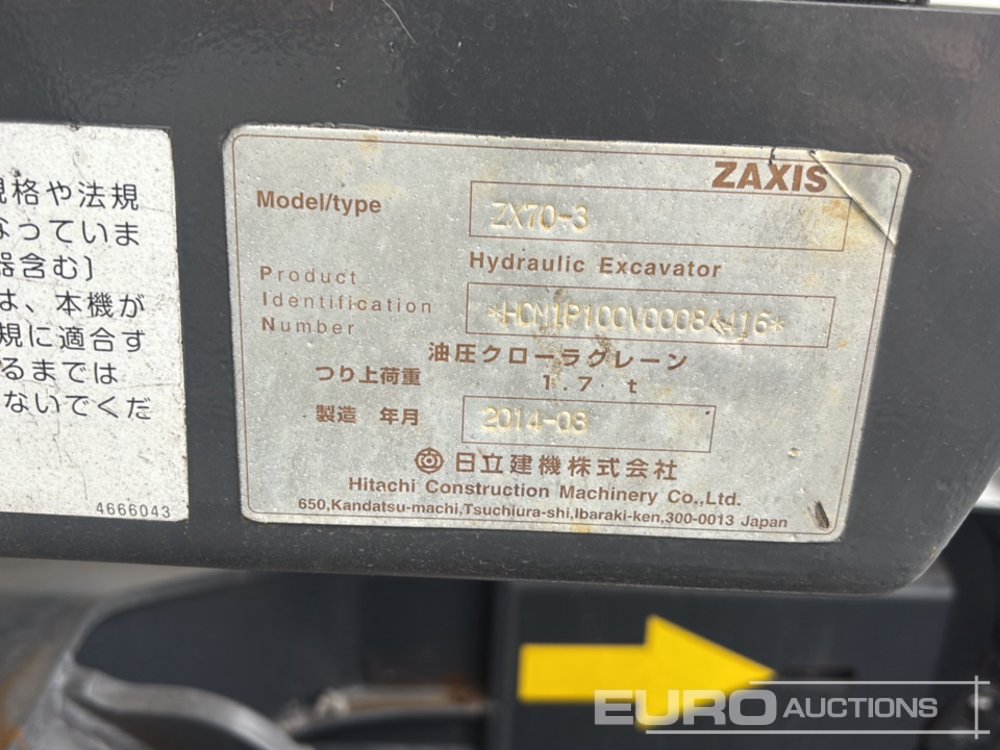 規格や法規
なっていま
器含む)
は、本機が
規に適合す
るまでは
ないでくだ
4666043
ZAXIS
Model/type ZX70-3
Hydraulic Excavator
Product
Identification
Number
*HCM1P100V00084416*
油圧クローラクレーン
つり上荷重 1.7 t
製造 年月 2014-08
日立建機株式会社
Hitachi Construction Machinery Co.,Ltd.
650,Kandatsu-machi,Tsuchiura-shi,Ibaraki-ken,300-0013 Japan
EURO AUCTIONS